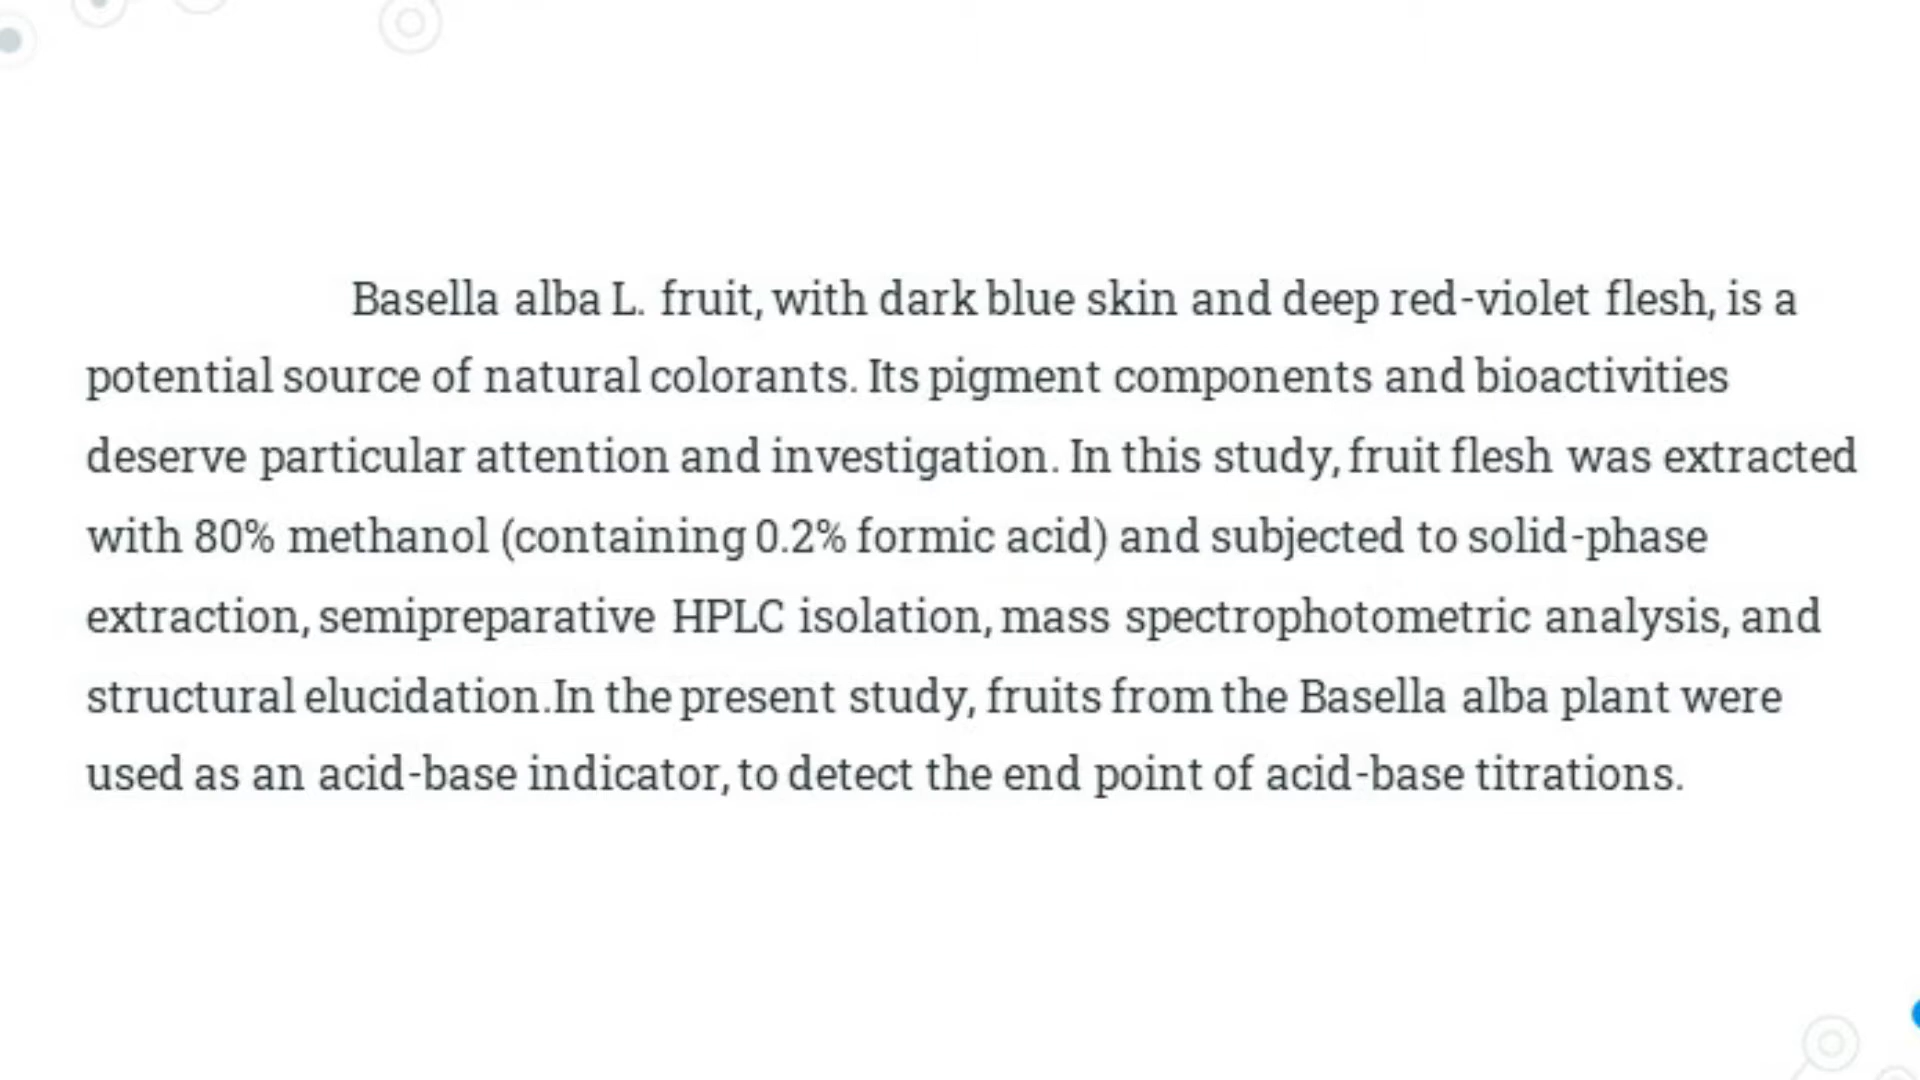 Basella alba L. fruit, with dark blue skin and deep red-violet flesh, is a
potential source of natural colorants. Its pigment components and bioactivities
deserve particular attention and investigation. In this study, fruit flesh was extracted
with 80% methanol (containing 0.2% formic acid) and subjected to solid-phase
extraction, semipreparative HPLC isolation, mass spectrophotometric analysis, and
structural elucidation.In the present study, fruits from the Basella alba plant were
used as an acid-base indicator, to detect the end point of acid-base titrations.